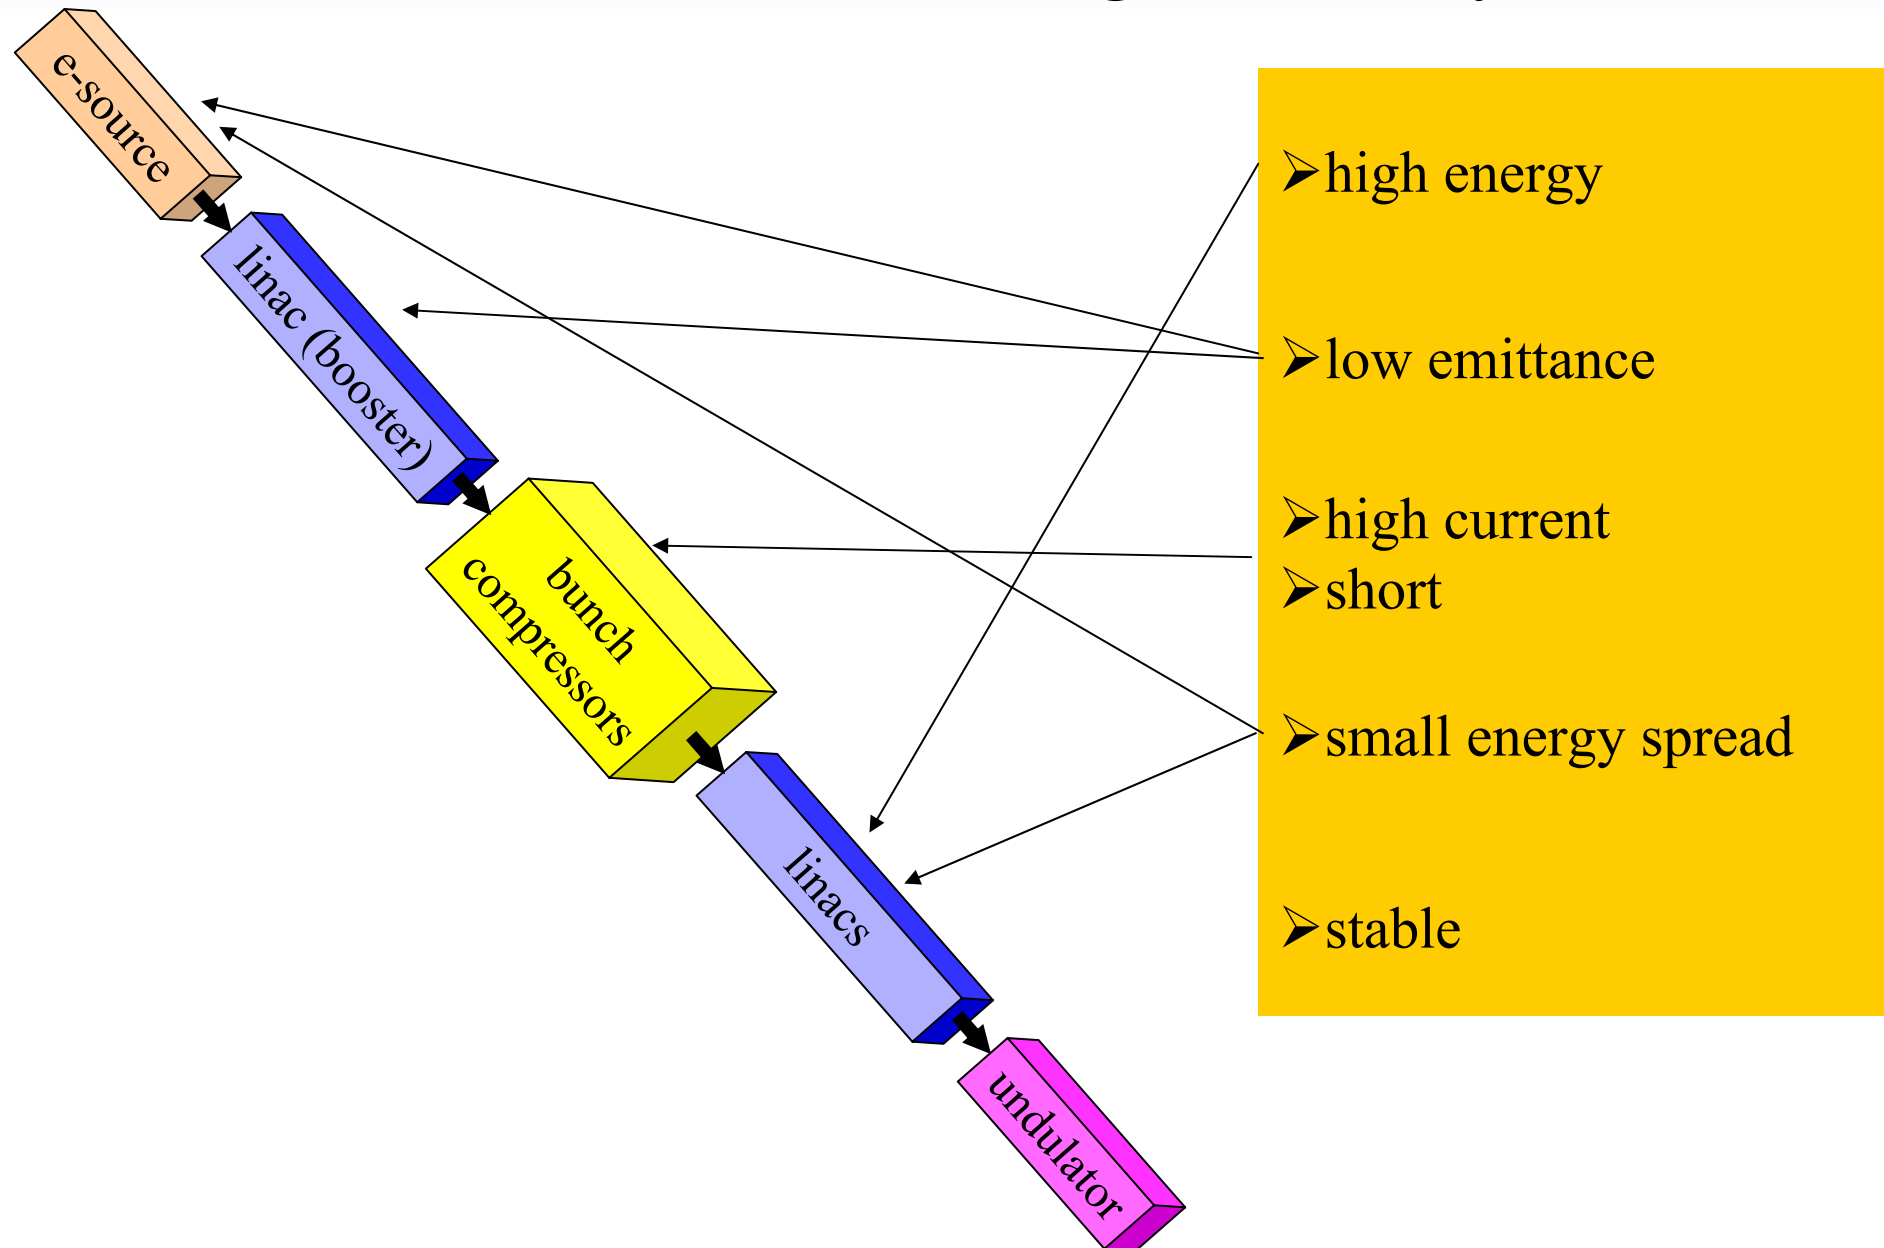 e-source
linac (booster)
bunch
compressors
linacs
undulator
➢high energy
➢low emittance
➢high current
➢short
➢small energy spread
➢stable